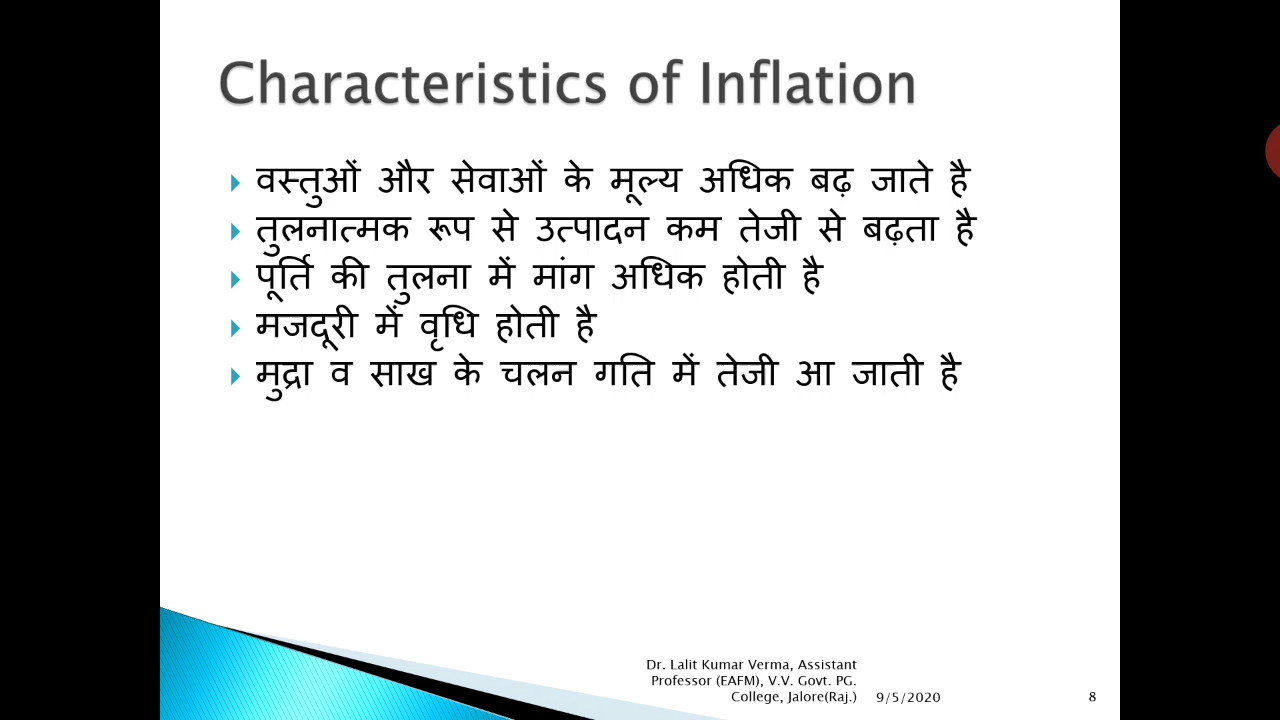 Characteristics of Inflation
वस्तुओं और सेवाओं के मूल्य अधिक बढ़ जाते है
तुलनात्मक रूप से उत्पादन कम तेजी से बढ़ता है
पूर्ति की तुलना में मांग अधिक होती है
मजदूरी में वृधि होती है
मुद्रा व साख के चलन गति में तेजी आ जाती है
Dr. Lalit Kumar Verma, Assistant
Professor (EAFM), V.V. Govt. PG.
College, Jalore(Raj.) 9/5/2020 8